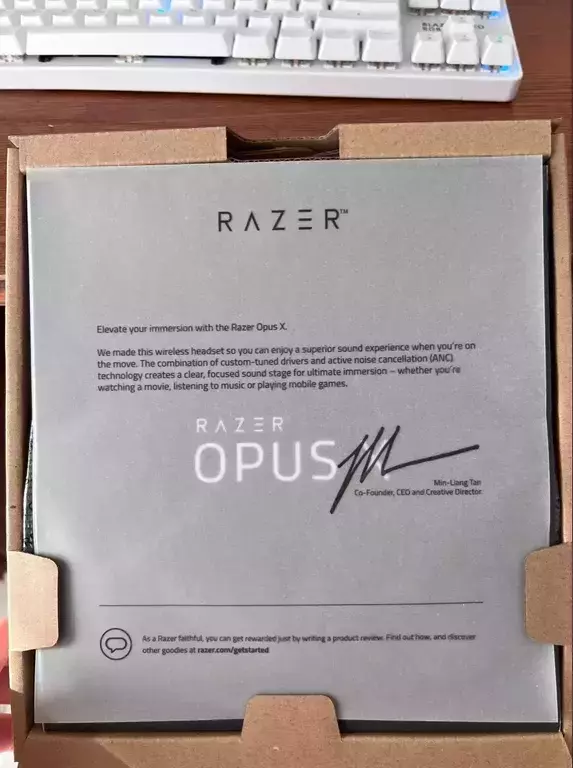 RAZER™
Elevate your immersion with the Razer Opus X.
We made this wireless headset so you can enjoy a superior sound experience when you're on
the move. The combination of custom-tuned drivers and active noise cancellation (ANC)
technology creates a clear, focused sound stage for ultimate immersion – whether you're
watching a movie, listening to music or playing mobile games.
RAZER
OPUS X
Min-Liang Tan
Co-Founder, CEO and Creative Director
As a Razer faithful, you can get rewarded just by writing a product review. Find out how, and discover
other goodies at razer.com/getstarted